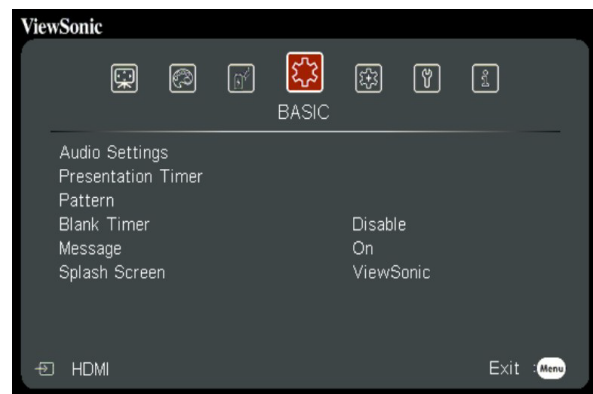 ViewSonic
BASIC
Audio Settings
Presentation Timer
Pattern
Blank Timer Disable
Message On
Splash Screen ViewSonic
HDMI Exit :Menu